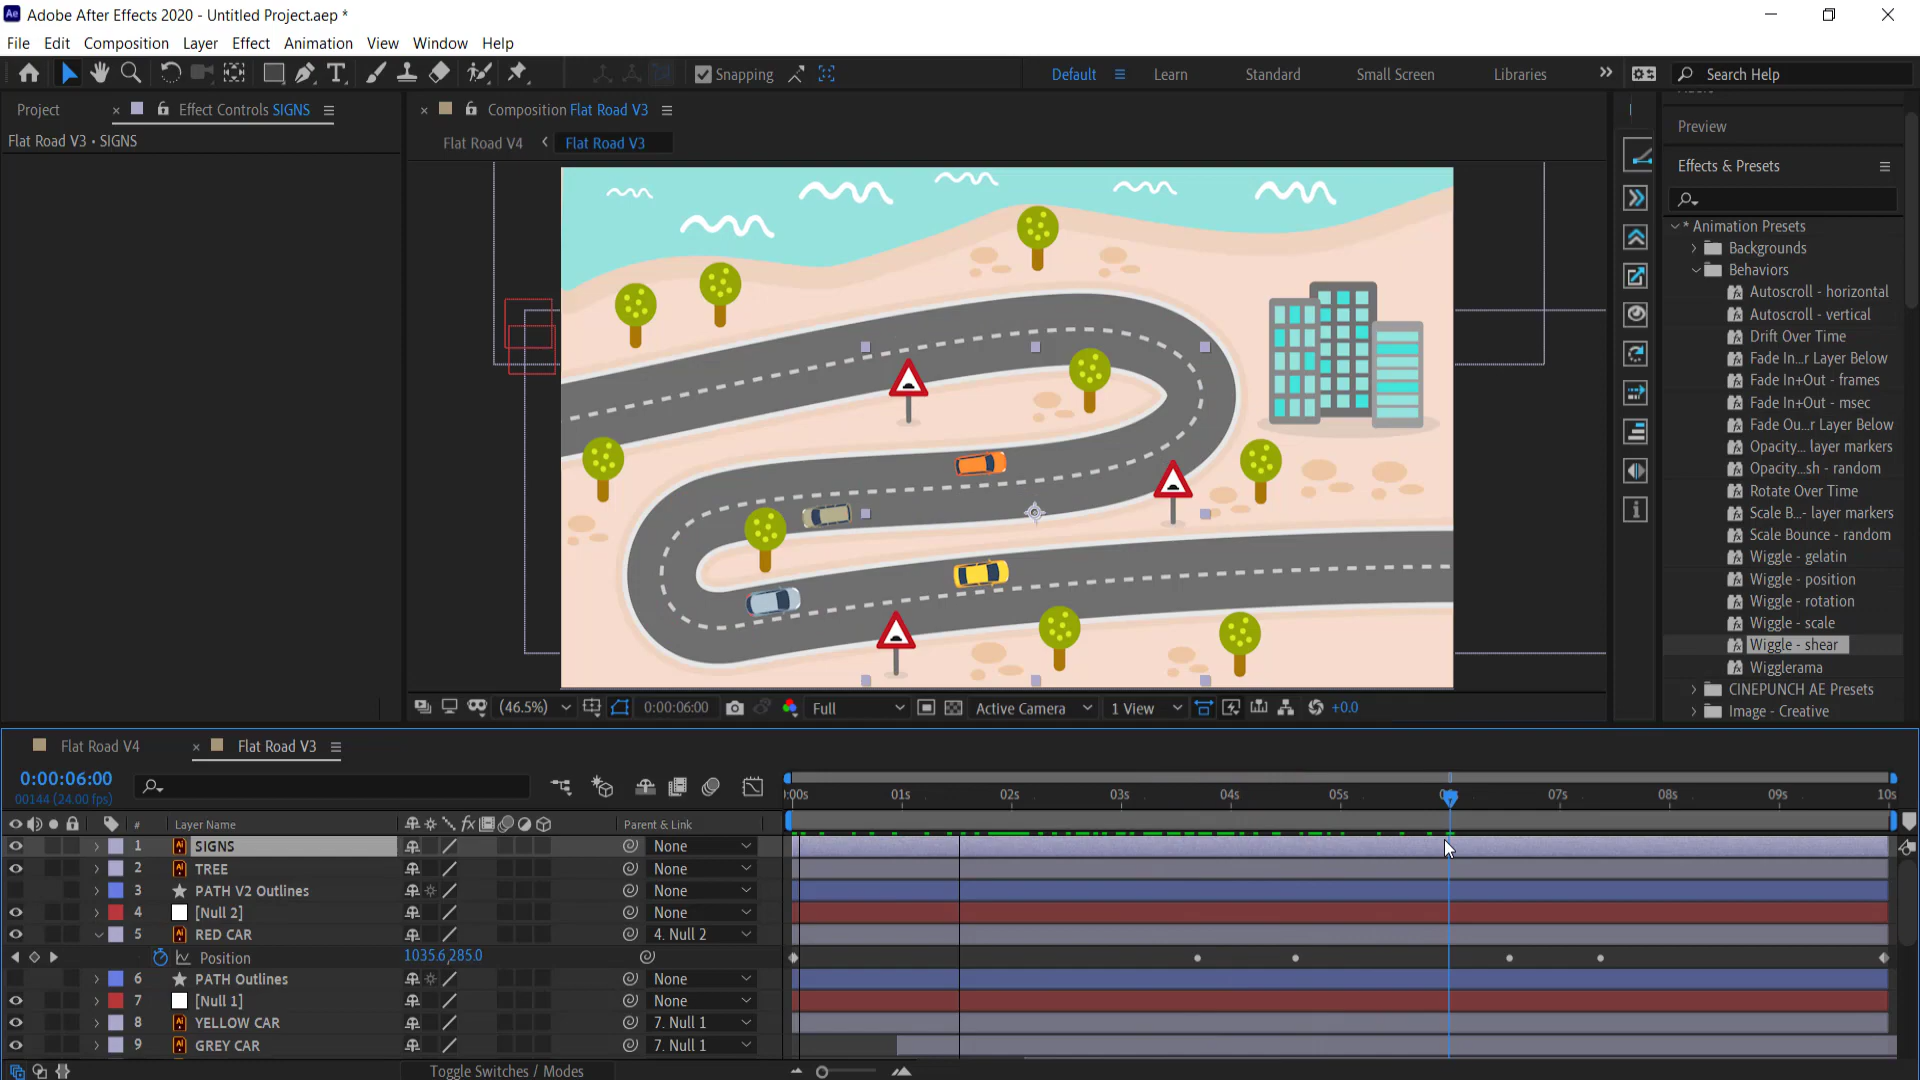 Adobe After Effects 2020 - Untitled Project.aep *
File Edit Composition Layer Effect Animation View Window Help
Snapping Default Learn Standard Small Screen Libraries Search Help
Project Effect Controls SIGNS
Flat Road V3 • SIGNS
Composition Flat Road V3
Flat Road V4 Flat Road V3
(46.5%) 0:00:06:00 Full Active Camera 1 View +0.0
Preview
Effects & Presets
* Animation Presets
Backgrounds
Behaviors
Autoscroll - horizontal
Autoscroll - vertical
Drift Over Time
Fade In...r Layer Below
Fade In+Out - frames
Fade In+Out - msec
Fade Ou...r Layer Below
Opacity... layer markers
Opacity...sh - random
Rotate Over Time
Scale B...- layer markers
Scale Bounce - random
Wiggle - gelatin
Wiggle - position
Wiggle - rotation
Wiggle - scale
Wiggle - shear
Wigglerama
CINEPUNCH AE Presets
Image - Creative
Flat Road V4 Flat Road V3
0:00:06:00
00144 (24.00 fps)
:00s 01s 02s 03s 04s 05s 07s 08s 09s 10s
# Layer Name Parent & Link
1 SIGNS None
2 TREE None
3 PATH V2 Outlines None
4 [Null 2] None
5 RED CAR 4. Null 2
Position 1035.6,285.0
6 PATH Outlines None
7 [Null 1] None
8 YELLOW CAR 7. Null 1
9 GREY CAR 7. Null 1
Toggle Switches / Modes